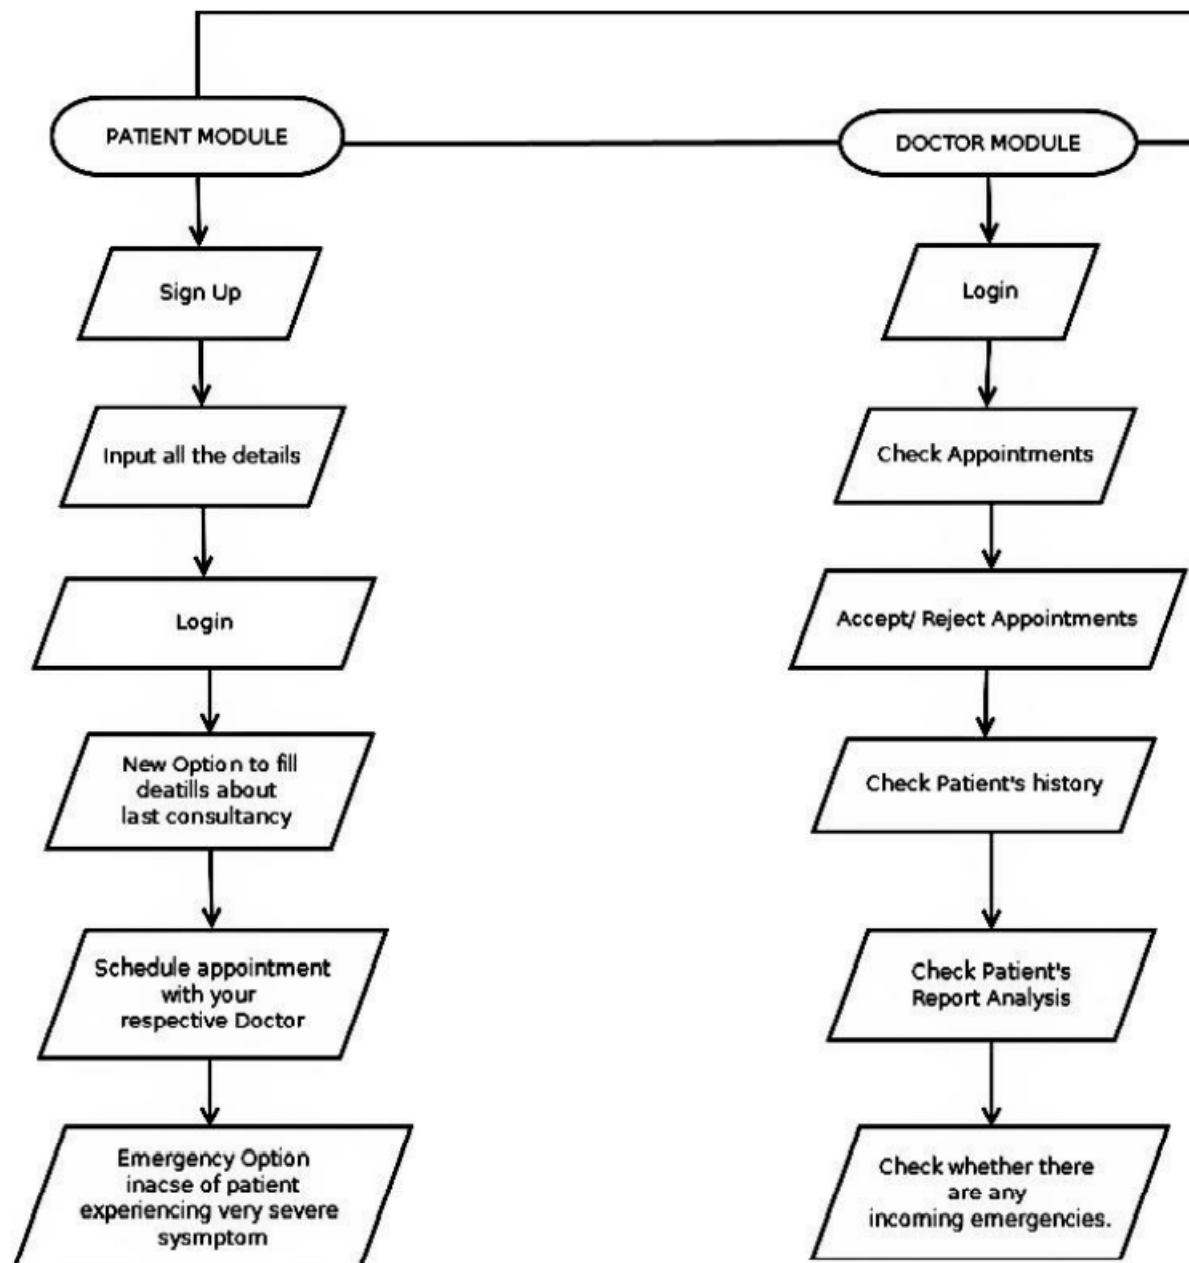 PATIENT MODULE
Sign Up
Input all the details
Login
New Option to fill
deatills about
last consultancy
Schedule appointment
with your
respective Doctor
Emergency Option
inacse of patient
experiencing very severe
sysmptom
DOCTOR MODULE
Login
Check Appointments
Accept/ Reject Appointments
Check Patient's history
Check Patient's
Report Analysis
Check whether there
are any
incoming emergencies.